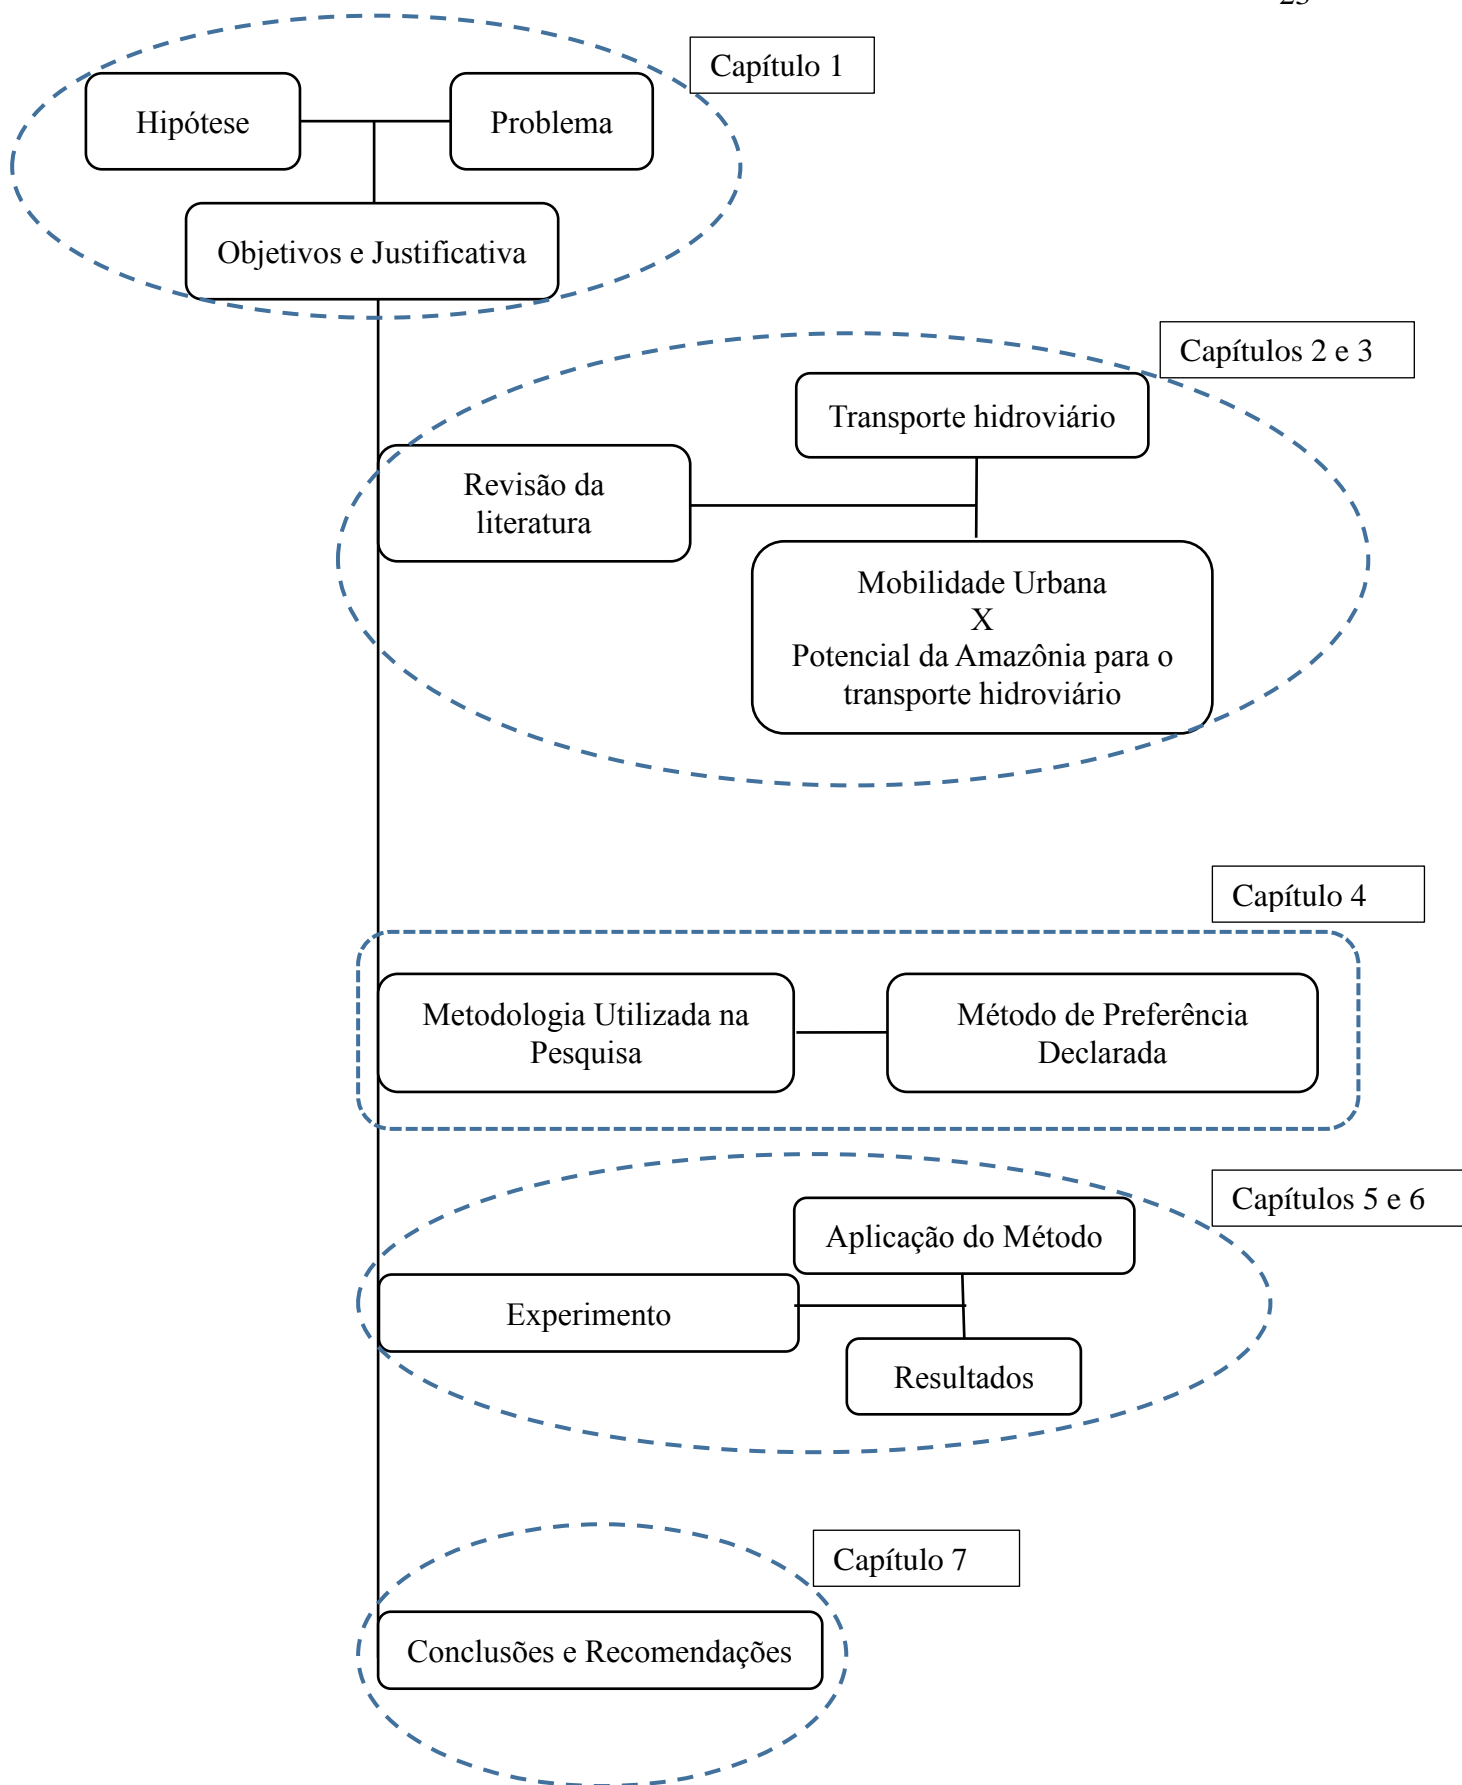 Capítulo 1
Hipótese
Problema
Objetivos e Justificativa
Capítulos 2 e 3
Transporte hidroviário
Revisão da
literatura
Mobilidade Urbana
X
Potencial da Amazônia para o
transporte hidroviário
Capítulo 4
Metodologia Utilizada na
Pesquisa
Método de Preferência
Declarada
Capítulos 5 e 6
Aplicação do Método
Experimento
Resultados
Capítulo 7
Conclusões e Recomendações